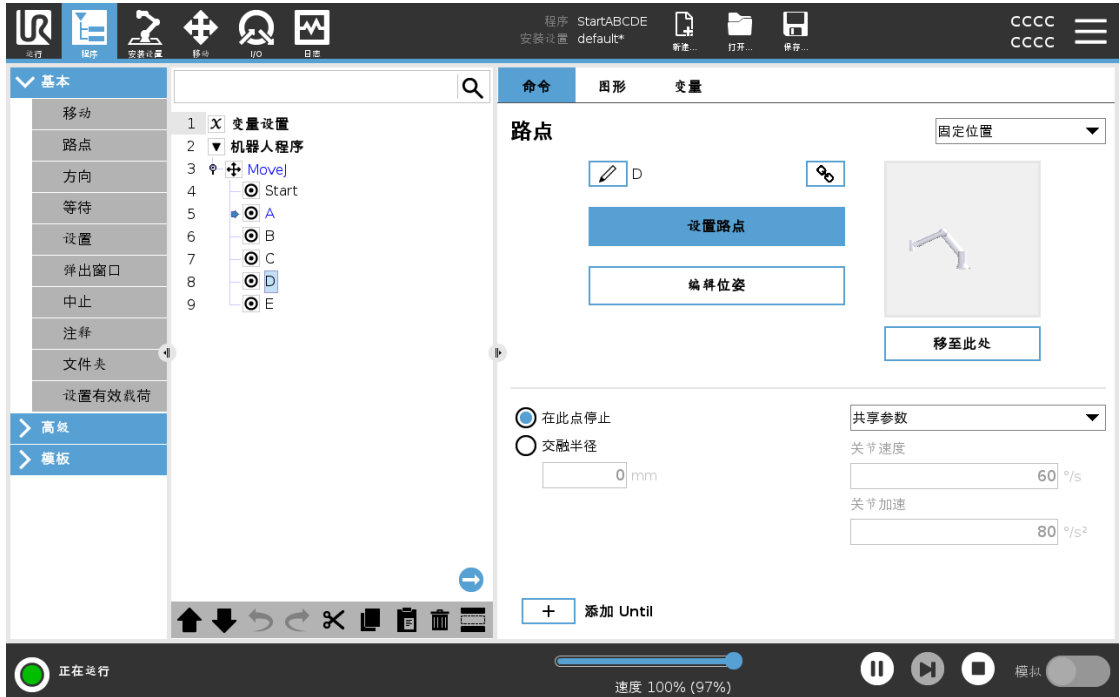 UR
运行
程序
安装设置
移动
I/O
日志
程序 StartABCDE
安装设置 default*
新建...
打开...
保存...
CCCC
CCCC
基本
移动
路点
方向
等待
设置
弹出窗口
中止
注释
文件夹
设置有效载荷
高级
模板
1 X 变量设置
2 ▼ 机器人程序
3 MoveJ
4 Start
5 A
6 B
7 C
8 D
9 E
命令 图形 变量
路点
固定位置
D
设置路点
编辑位姿
移至此处
在此点停止
交融半径
0 mm
共享参数
关节速度
60 °/s
关节加速
80 °/s²
+ 添加 Until
正在运行
速度 100% (97%)
模拟